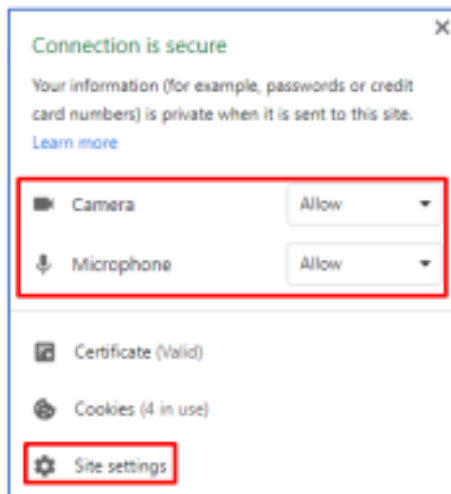 Connection is secure
Your information (for example, passwords or credit
card numbers) is private when it is sent to this site.
Learn more
Camera Allow
Microphone Allow
Certificate (Valid)
Cookies (4 in use)
Site settings